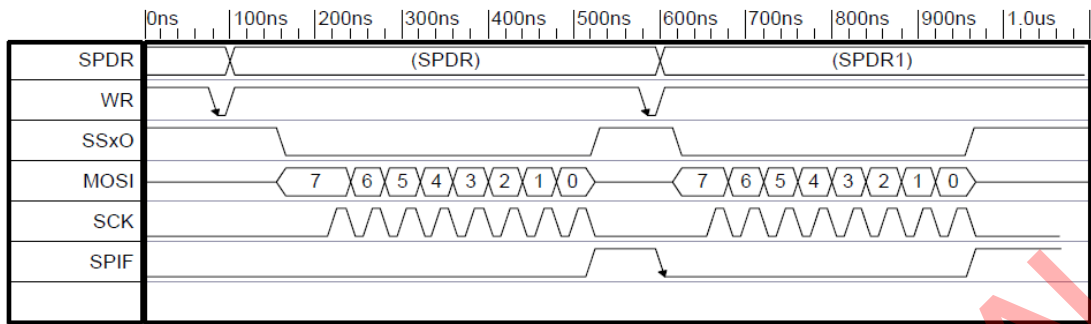 0ns 100ns 200ns 300ns 400ns 500ns 600ns 700ns 800ns 900ns 1.0us
SPDR (SPDR) (SPDR1)
WR
SSxO
MOSI 7 6 5 4 3 2 1 0 7 6 5 4 3 2 1 0
SCK
SPIF